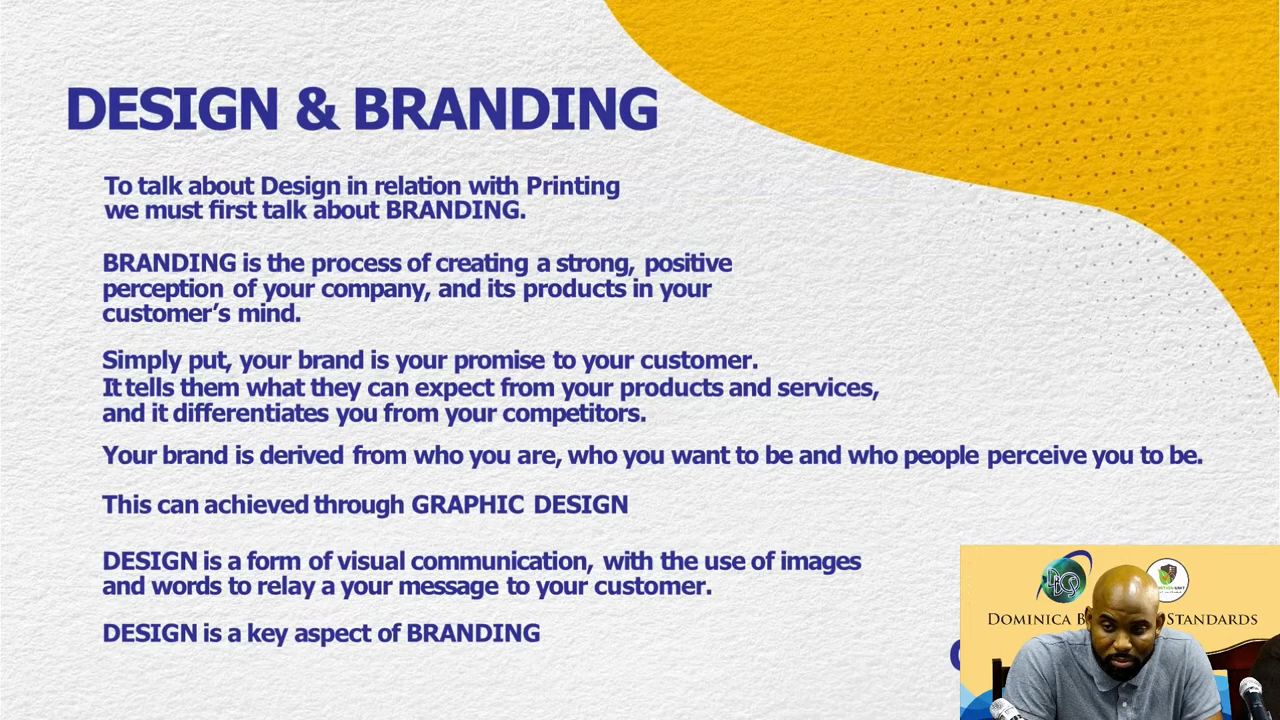 DESIGN & BRANDING
To talk about Design in relation with Printing
we must first talk about BRANDING.
BRANDING is the process of creating a strong, positive
perception of your company, and its products in your
customer's mind.
Simply put, your brand is your promise to your customer.
It tells them what they can expect from your products and services,
and it differentiates you from your competitors.
Your brand is derived from who you are, who you want to be and who people perceive you to be.
This can achieved through GRAPHIC DESIGN
DESIGN is a form of visual communication, with the use of images
and words to relay a your message to your customer.
DESIGN is a key aspect of BRANDING
DOMINICA B STANDARDS